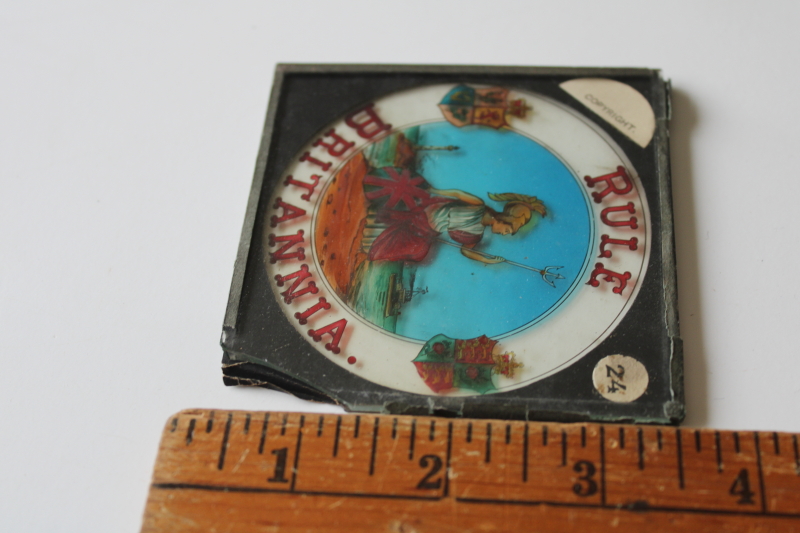 COPYRIGHT.
RULE
BRITANNIA.
24
1 2 3 4